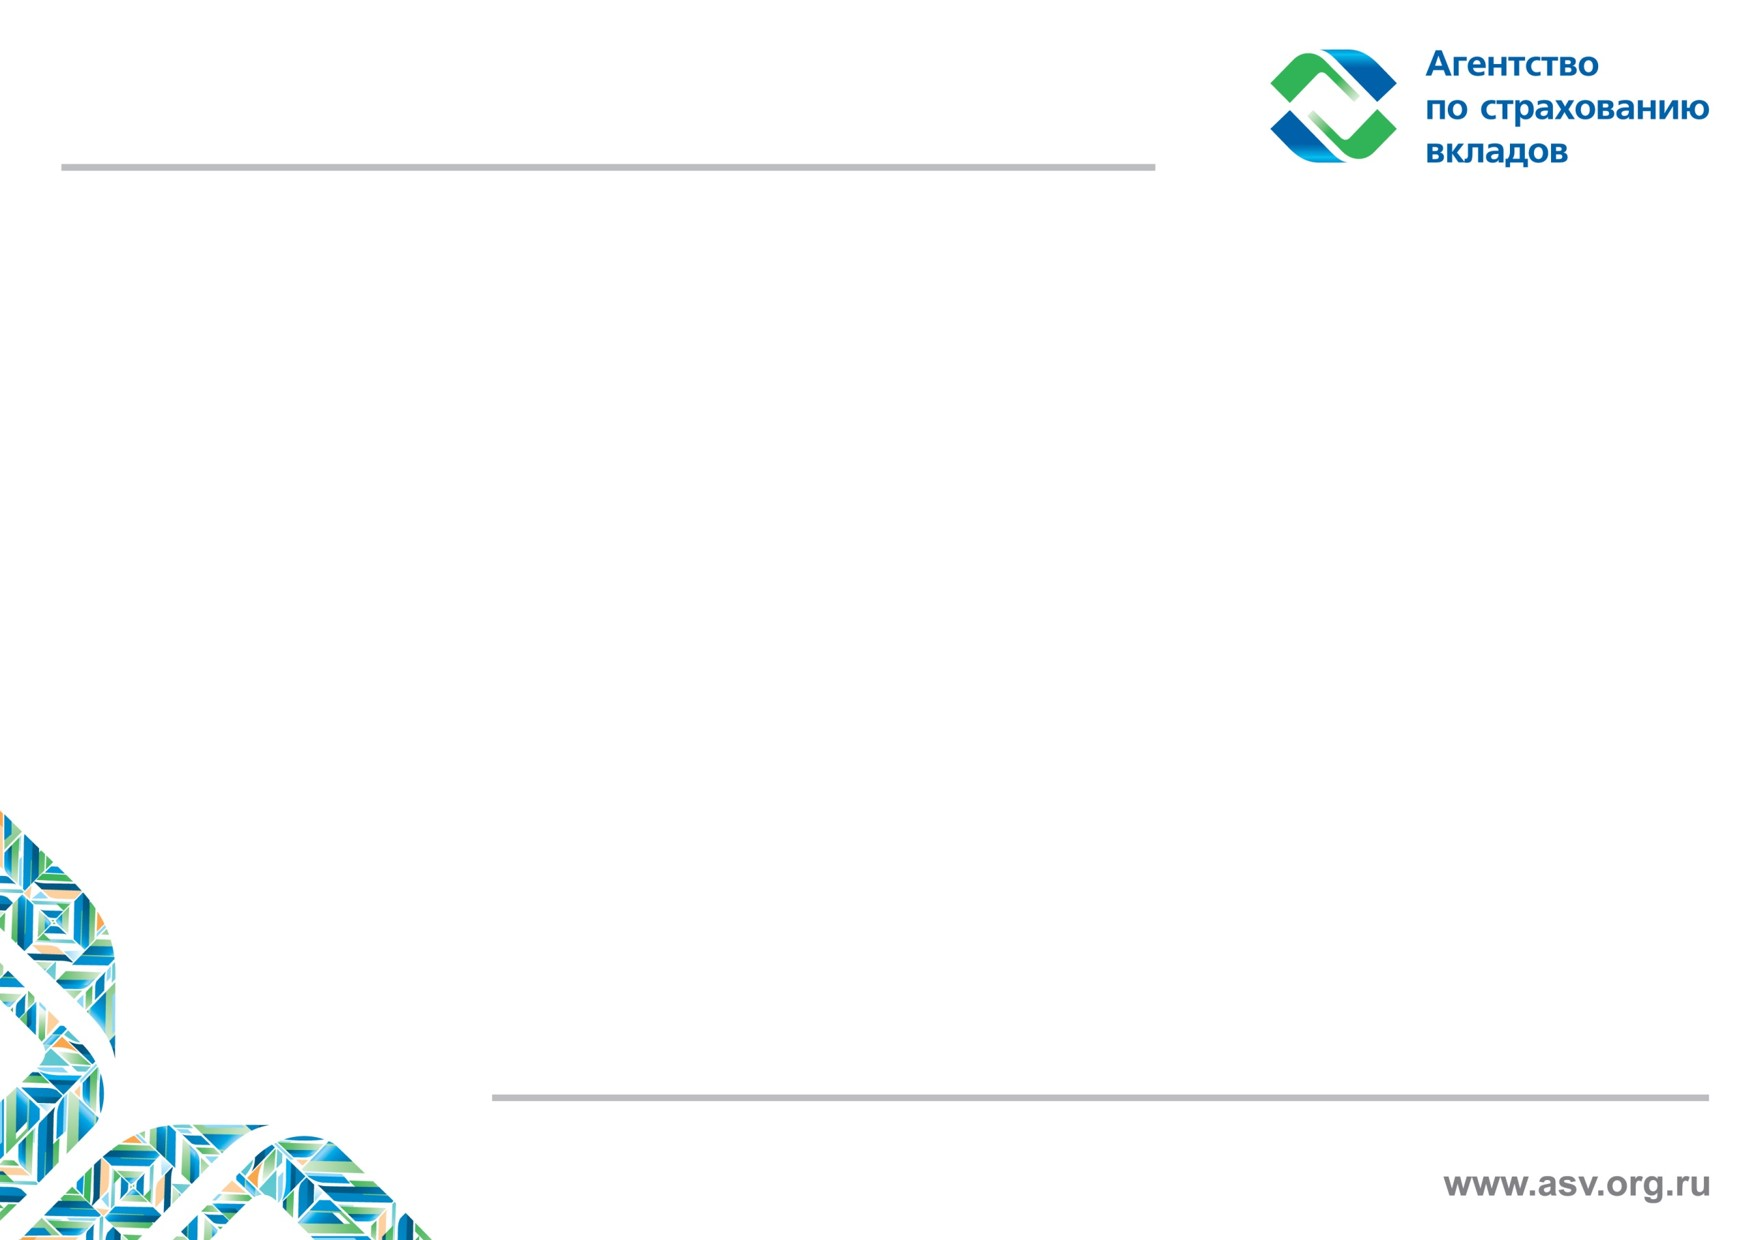 Агентство
по страхованию
вкладов
www.asv.org.ru